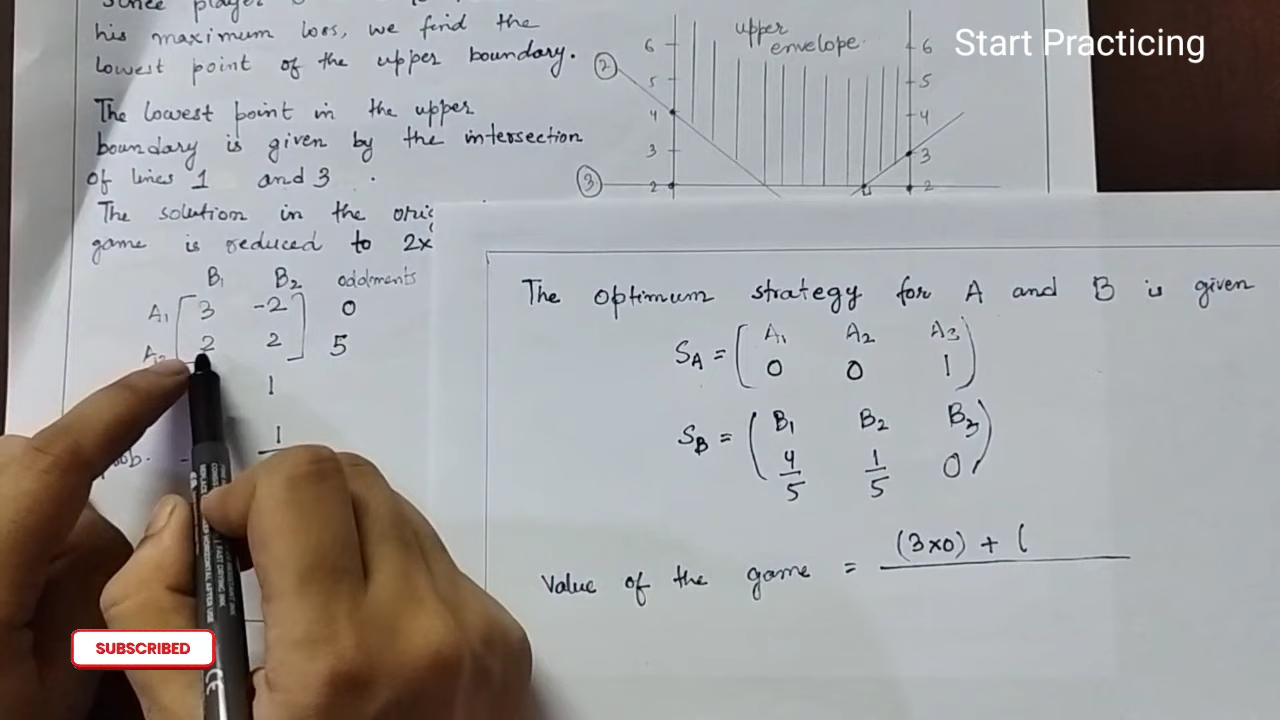 his maximum loss, we find the
lowest point of the upper boundary.
The lowest point in the upper
boundary is given by the intersection
of lines 1 and 3 .
The solution in the
game is reduced to
B1 B2 oddments
A1 3 -2 0
2 2 5
1
1
upper
envelope.
6 6
2
5 5
4 4
3 3
3 2 2
Start Practicing
The optimum strategy for A and B is given
SA = ( A1 A2 A3
0 0 1 )
SB = ( B1 B2 B3
4/5 1/5 0 )
Value of the game = (3x0) + (
SUBSCRIBED